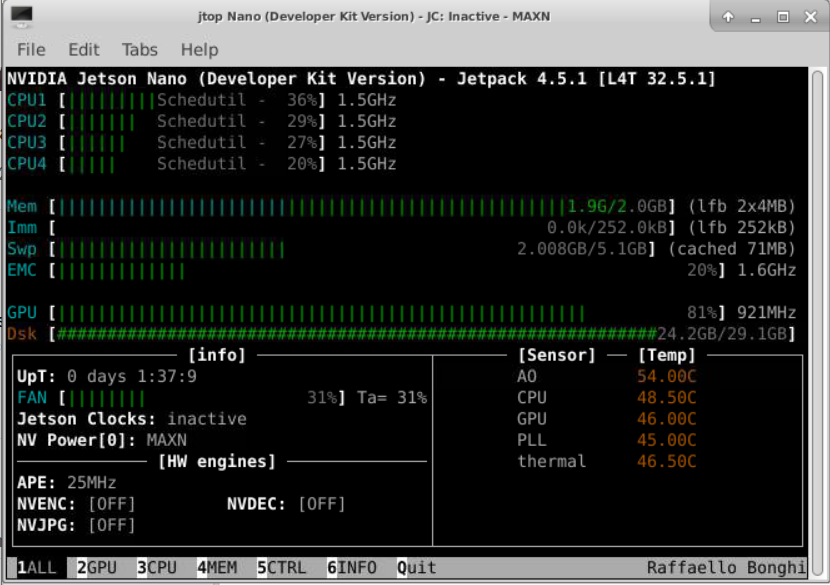 jtop Nano (Developer Kit Version) - JC: Inactive - MAXN
File Edit Tabs Help
NVIDIA Jetson Nano (Developer Kit Version) - Jetpack 4.5.1 [L4T 32.5.1]
CPU1 [|||||||||Schedutil - 36%] 1.5GHz
CPU2 [||||||| Schedutil - 29%] 1.5GHz
CPU3 [|||||| Schedutil - 27%] 1.5GHz
CPU4 [||||| Schedutil - 20%] 1.5GHz
Mem [|||||||||||||||||||||||||||||||||||||||||||||||||||1.9G/2.0GB] (lfb 2x4MB)
Imm [ 0.0k/252.0kB] (lfb 252kB)
Swp [||||||||||||||||||||||| 2.008GB/5.1GB] (cached 71MB)
EMC [||||||||||||| 20%] 1.6GHz
GPU [||||||||||||||||||||||||||||||||||||||||||||||||||||| 81%] 921MHz
Dsk [############################################################24.2GB/29.1GB]
[info] [Sensor] [Temp]
UpT: 0 days 1:37:9 AO 54.00C
FAN [|||||||| 31%] Ta= 31% CPU 48.50C
Jetson Clocks: inactive GPU 46.00C
NV Power[0]: MAXN PLL 45.00C
[HW engines] thermal 46.50C
APE: 25MHz
NVENC: [OFF] NVDEC: [OFF]
NVJPG: [OFF]
1ALL 2GPU 3CPU 4MEM 5CTRL 6INFO Quit Raffaello Bonghi